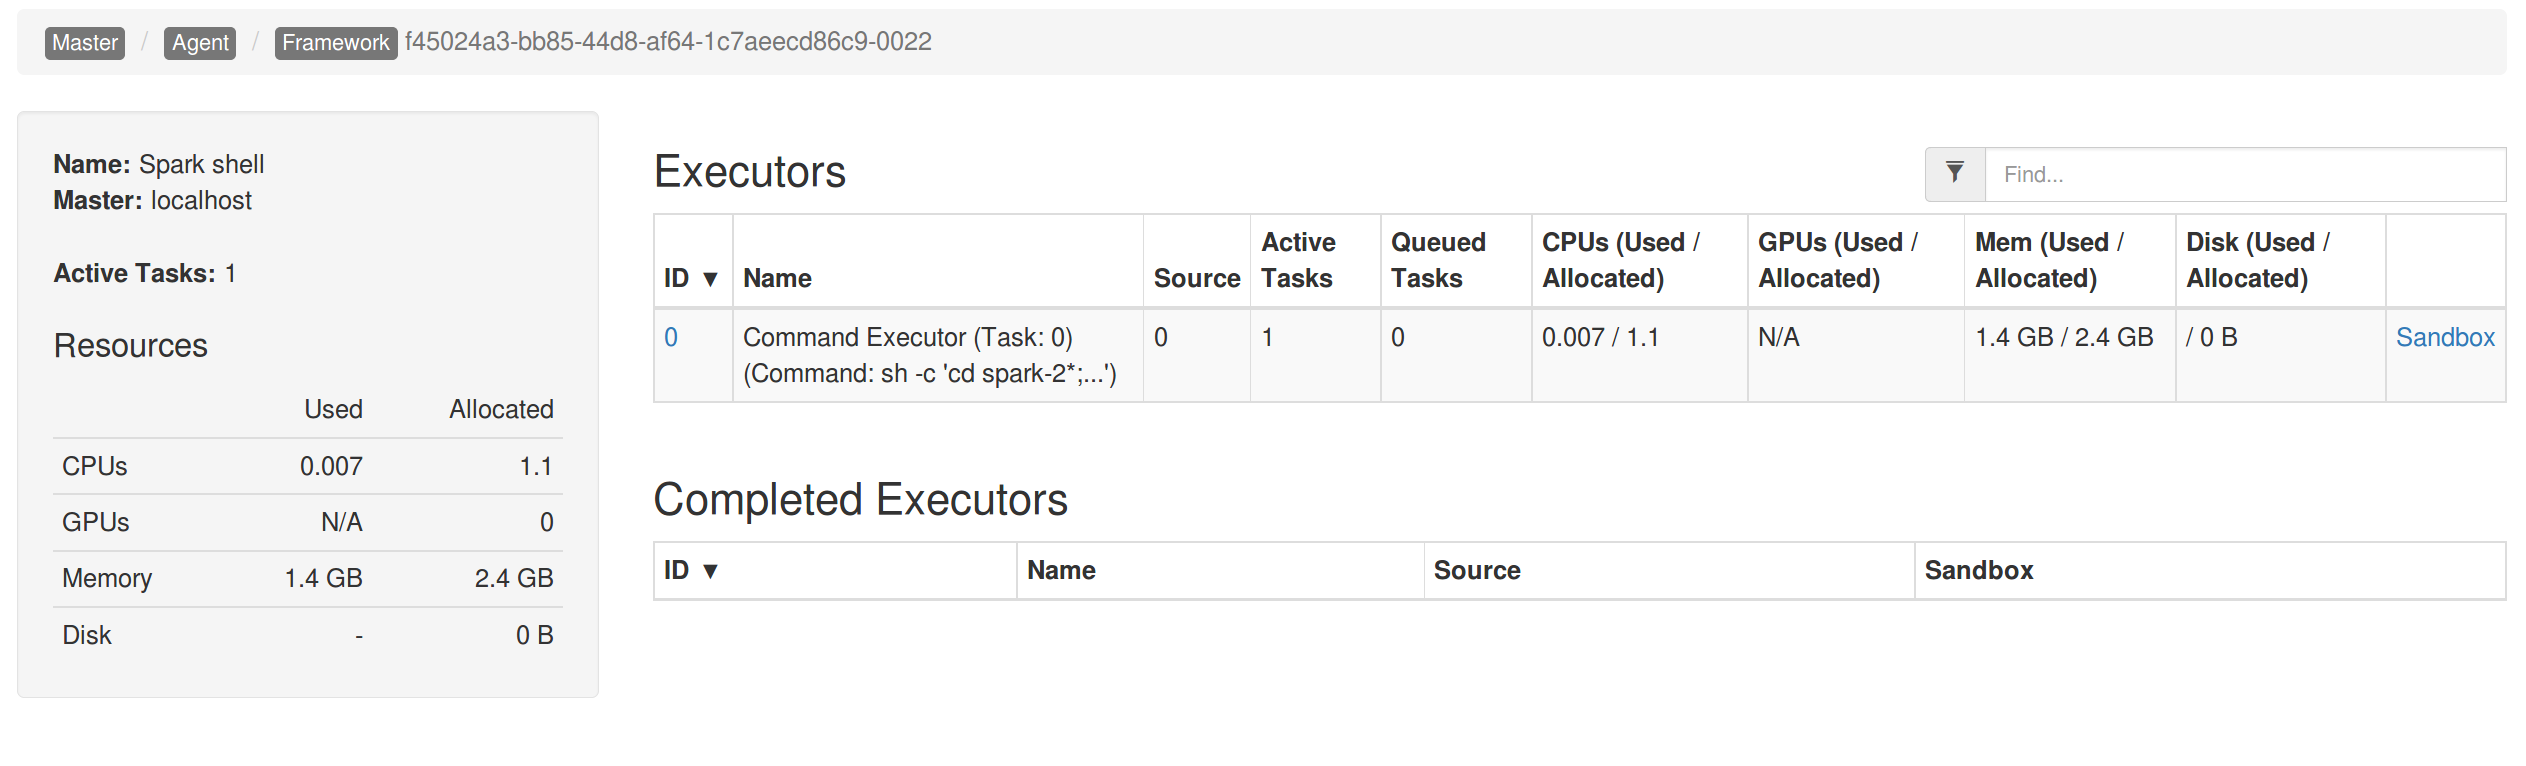 Master / Agent / Framework f45024a3-bb85-44d8-af64-1c7aeecd86c9-0022
Name: Spark shell
Master: localhost
Active Tasks: 1
Resources
Used Allocated
CPUs 0.007 1.1
GPUs N/A 0
Memory 1.4 GB 2.4 GB
Disk - 0 B
Executors
Find...
ID ▼ Name Source Active Tasks Queued Tasks CPUs (Used / Allocated) GPUs (Used / Allocated) Mem (Used / Allocated) Disk (Used / Allocated)
0 Command Executor (Task: 0) (Command: sh -c 'cd spark-2*;...') 0 1 0 0.007 / 1.1 N/A 1.4 GB / 2.4 GB / 0 B Sandbox
Completed Executors
ID ▼ Name Source Sandbox